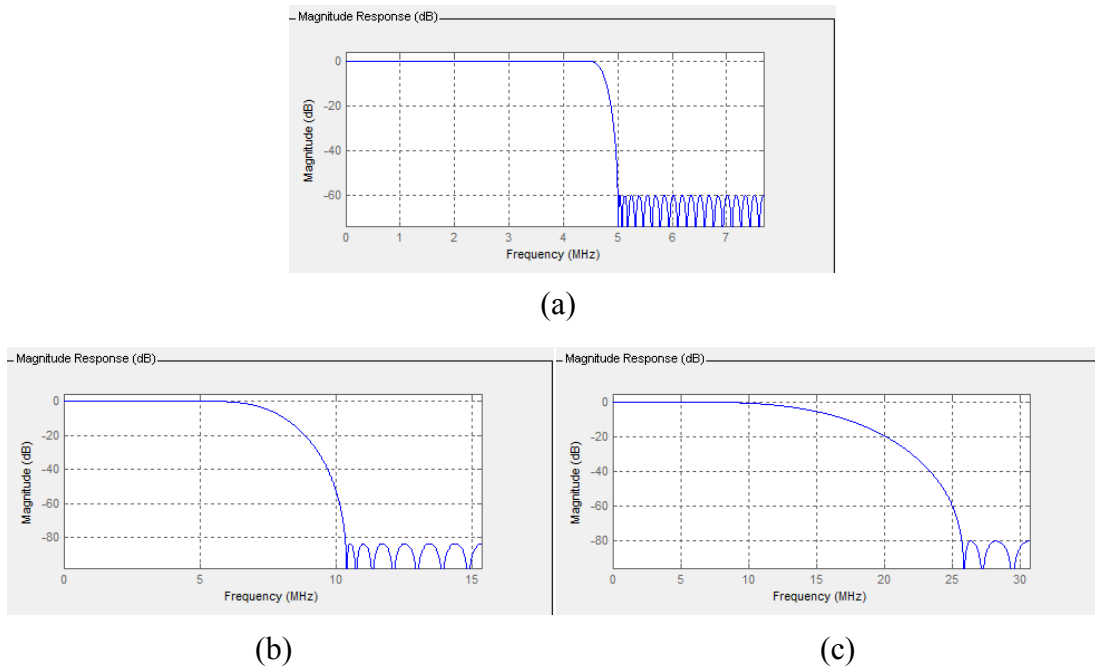 Magnitude Response (dB)
0
-20
-40
-60
Magnitude (dB)
0 1 2 3 4 5 6 7
Frequency (MHz)
(a)
Magnitude Response (dB)
0
-20
-40
-60
-80
Magnitude (dB)
0 5 10 15
Frequency (MHz)
(b)
Magnitude Response (dB)
0
-20
-40
-60
-80
Magnitude (dB)
0 5 10 15 20 25 30
Frequency (MHz)
(c)